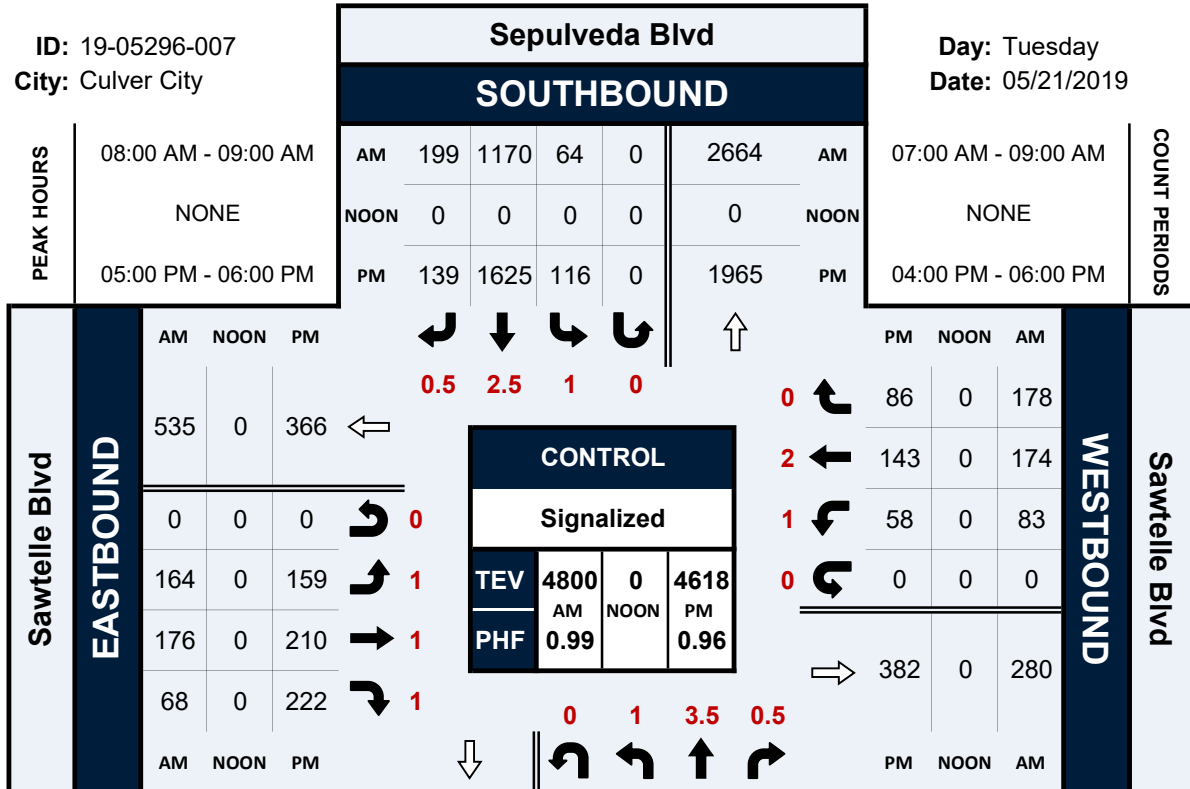 ID: 19-05296-007
City: Culver City
Sepulveda Blvd
SOUTHBOUND
Day: Tuesday
Date: 05/21/2019
PEAK HOURS
08:00 AM - 09:00 AM
NONE
05:00 PM - 06:00 PM
AM 199 1170 64 0 2664 AM
NOON 0 0 0 0 0 NOON
PM 139 1625 116 0 1965 PM
07:00 AM - 09:00 AM
NONE
04:00 PM - 06:00 PM
COUNT PERIODS
0.5 2.5 1 0
Sawtelle Blvd
EASTBOUND
AM NOON PM
535 0 366
0 0 0 0
164 0 159 1
176 0 210 1
68 0 222 1
AM NOON PM
CONTROL
Signalized
TEV 4800 0 4618
AM NOON PM
PHF 0.99 0.96
PM NOON AM
0 86 0 178
2 143 0 174
1 58 0 83
0 0 0 0
382 0 280
PM NOON AM
WESTBOUND
Sawtelle Blvd
0 1 3.5 0.5